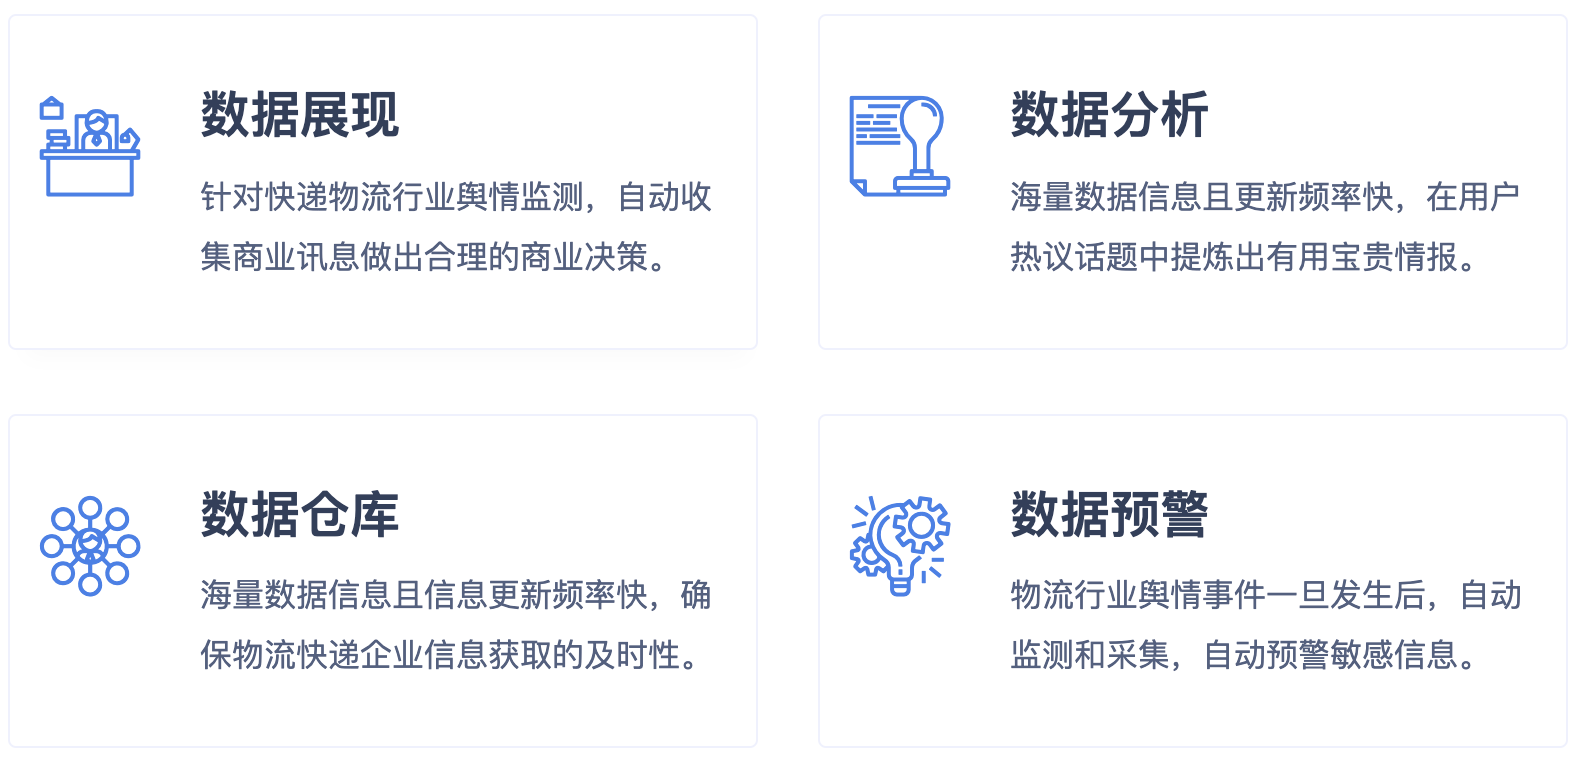 数据展现
针对快递物流行业舆情监测，自动收
集商业讯息做出合理的商业决策。
数据分析
海量数据信息且更新频率快，在用户
热议话题中提炼出有用宝贵情报。
数据仓库
海量数据信息且信息更新频率快，确
保物流快递企业信息获取的及时性。
数据预警
物流行业舆情事件一旦发生后，自动
监测和采集，自动预警敏感信息。